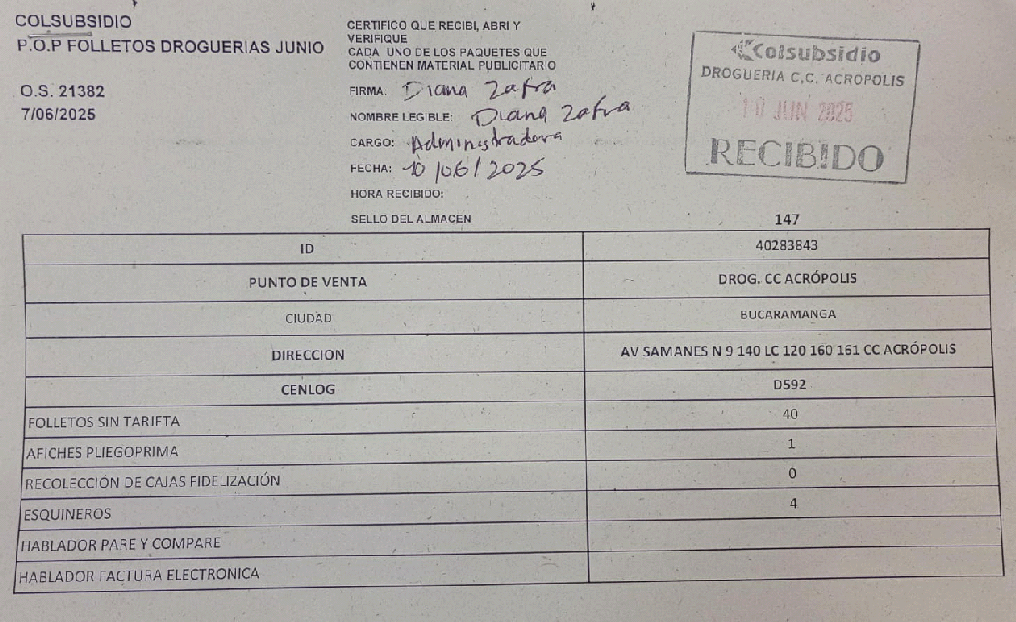 COLSUBSIDIO
P.O.P FOLLETOS DROGUERIAS JUNIO
O.S. 21382
7/06/2025
CERTIFICO QUE RECIBI, ABRI Y
VERIFIQUE
CADA UNO DE LOS PAQUETES QUE
CONTIENEN MATERIAL PUBLICITARIO
FIRMA: Diana Zafra
NOMBRE LEGIBLE: Diana Zafra
CARGO: Administradora
FECHA: 10/06/2025
HORA RECIBIDO:
SELLO DEL ALMACEN
Colsubsidio
DROGUERIA C.C. ACROPOLIS
10 JUN 2025
RECIBIDO
147
ID 40283843
PUNTO DE VENTA DROG. CC ACRÓPOLIS
CIUDAD BUCARAMANGA
DIRECCION AV SAMANES N 9 140 LC 120 160 161 CC ACRÓPOLIS
CENLOG D592
FOLLETOS SIN TARIFTA 40
AFICHES PLIEGOPRIMA 1
RECOLECCIÓN DE CAJAS FIDELIZACIÓN 0
ESQUINEROS 4
HABLADOR PARE Y COMPARE
HABLADOR FACTURA ELECTRONICA